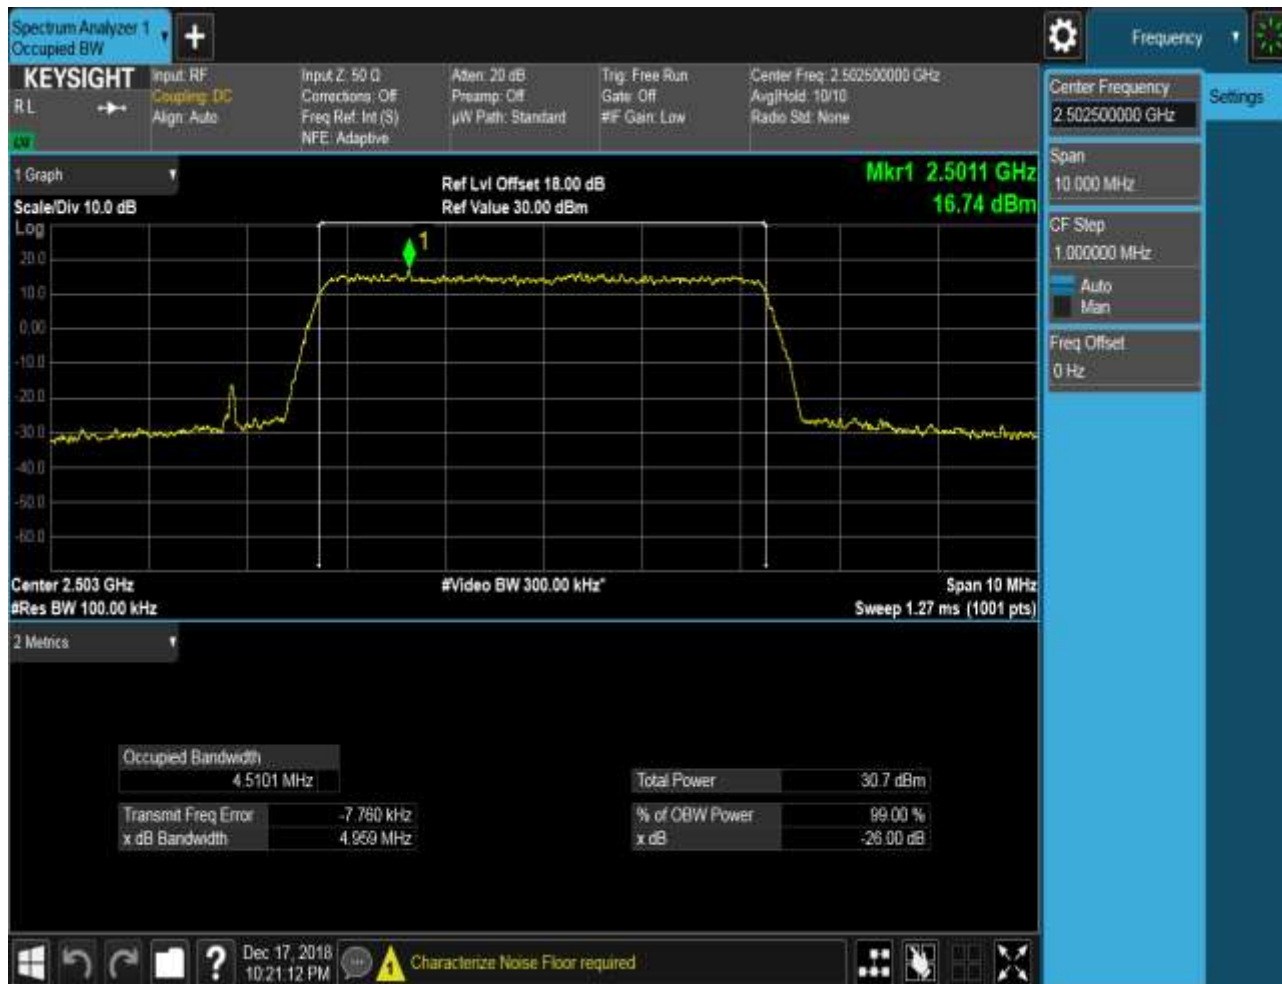 Spectrum Analyzer 1
Occupied BW
Frequency
KEYSIGHT
RL
Input: RF
Coupling: DC
Align: Auto
Input Z: 50 Ω
Corrections: Off
Freq Ref: Int (S)
NFE: Adaptive
Atten: 20 dB
Preamp: Off
µW Path: Standard
Trig: Free Run
Gate: Off
#IF Gain: Low
Center Freq: 2.502500000 GHz
Avg|Hold: 10/10
Radio Std: None
Center Frequency
2.502500000 GHz
Settings
Span
10.000 MHz
CF Step
1.000000 MHz
Auto
Man
Freq Offset
0 Hz
1 Graph
Scale/Div 10.0 dB
Ref Lvl Offset 18.00 dB
Ref Value 30.00 dBm
Mkr1 2.5011 GHz
16.74 dBm
Log
1
20.0
10.0
0.00
-10.0
-20.0
-30.0
-40.0
-50.0
-60.0
Center 2.503 GHz
#Video BW 300.00 kHz*
Span 10 MHz
#Res BW 100.00 kHz
Sweep 1.27 ms (1001 pts)
2 Metrics
Occupied Bandwidth
4.5101 MHz
Total Power 30.7 dBm
Transmit Freq Error -7.760 kHz
% of OBW Power 99.00 %
x dB Bandwidth 4.959 MHz
x dB -26.00 dB
?
Dec 17, 2018
10:21:12 PM
1
Characterize Noise Floor required